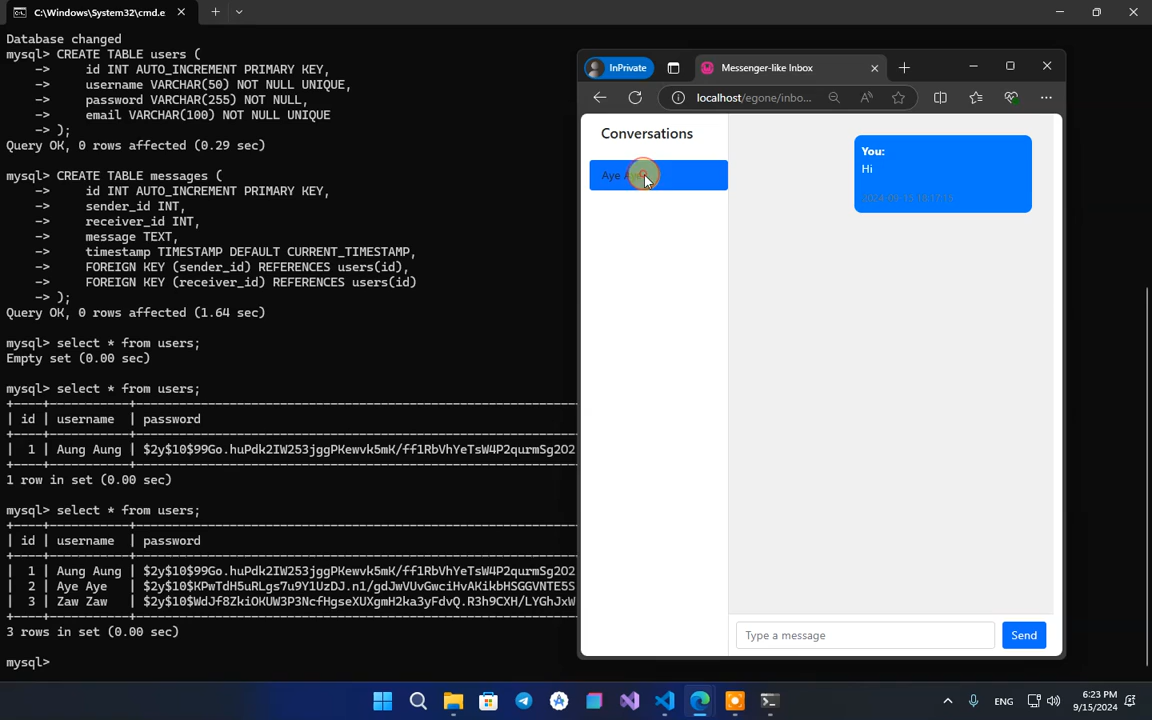 C:\Windows\System32\cmd.e
Database changed
mysql> CREATE TABLE users (
-> id INT AUTO_INCREMENT PRIMARY KEY,
-> username VARCHAR(50) NOT NULL UNIQUE,
-> password VARCHAR(255) NOT NULL,
-> email VARCHAR(100) NOT NULL UNIQUE
-> );
Query OK, 0 rows affected (0.29 sec)
mysql> CREATE TABLE messages (
-> id INT AUTO_INCREMENT PRIMARY KEY,
-> sender_id INT,
-> receiver_id INT,
-> message TEXT,
-> timestamp TIMESTAMP DEFAULT CURRENT_TIMESTAMP,
-> FOREIGN KEY (sender_id) REFERENCES users(id),
-> FOREIGN KEY (receiver_id) REFERENCES users(id)
-> );
Query OK, 0 rows affected (1.64 sec)
mysql> select * from users;
Empty set (0.00 sec)
mysql> select * from users;
| id | username | password
| 1 | Aung Aung | $2y$10$99Go.huPdk2IW253jggPKewvk5mK/ff1RbVhYeTsW4P2qurmSg2O2
1 row in set (0.00 sec)
mysql> select * from users;
| id | username | password
| 1 | Aung Aung | $2y$10$99Go.huPdk2IW253jggPKewvk5mK/ff1RbVhYeTsW4P2qurmSg2O2
| 2 | Aye Aye | $2y$10$KPwTdH5uRLgs7u9Y1UzDJ.n1/gdJwVUvGwciHvAKikbHSGGVNTE5S
| 3 | Zaw Zaw | $2y$10$WdJf8ZkiOKUW3P3NcfHgseXUXgmH2ka3yFdvQ.R3h9CXH/LYGhJxW
3 rows in set (0.00 sec)
mysql>
InPrivate
Messenger-like Inbox
localhost/egone/inbo...
Conversations
Aye
You:
Hi
Type a message
Send
ENG
6:23 PM
9/15/2024